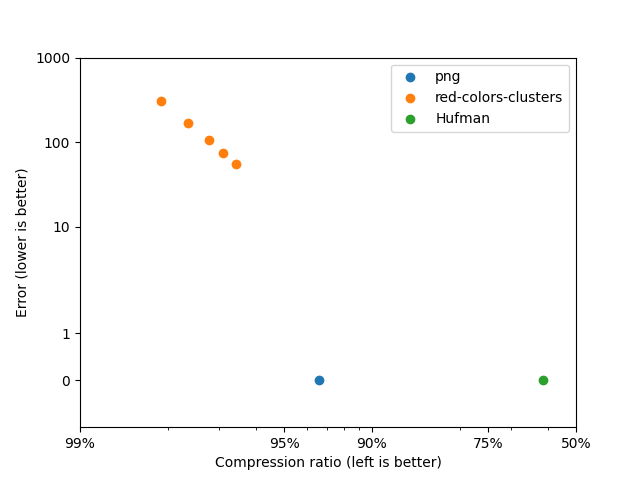 1000
100
10
1
0
Error (lower is better)
png
red-colors-clusters
Hufman
99%
95%
90%
75%
50%
Compression ratio (left is better)